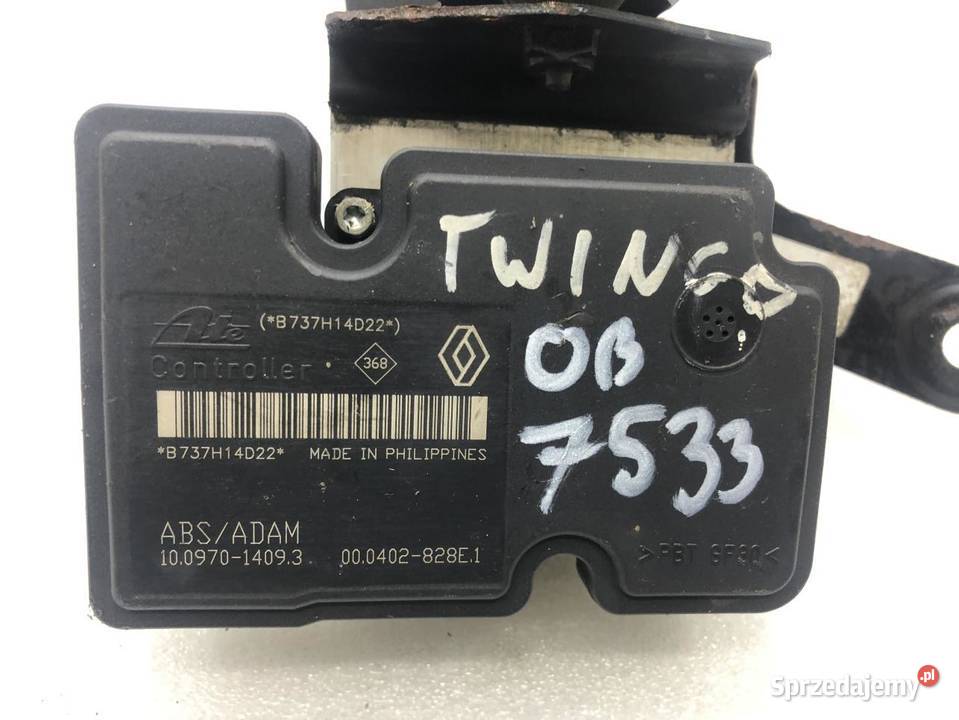 TWINGO
Ate (*B737H14D22*)
Controller 368
OB
7533
*B737H14D22* MADE IN PHILIPPINES
ABS/ADAM
10.0970-1409.3 00.0402-828E.1
>PBT GF30<
Sprzedajemy.pl